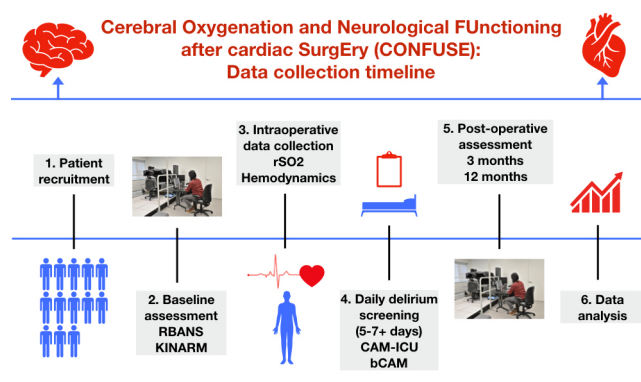 Cerebral Oxygenation and Neurological FUnctioning
after cardiac SurgEry (CONFUSE):
Data collection timeline
1. Patient
recruitment
2. Baseline
assessment
RBANS
KINARM
3. Intraoperative
data collection
rSO2
Hemodynamics
4. Daily delirium
screening
(5-7+ days)
CAM-ICU
bCAM
5. Post-operative
assessment
3 months
12 months
6. Data
analysis